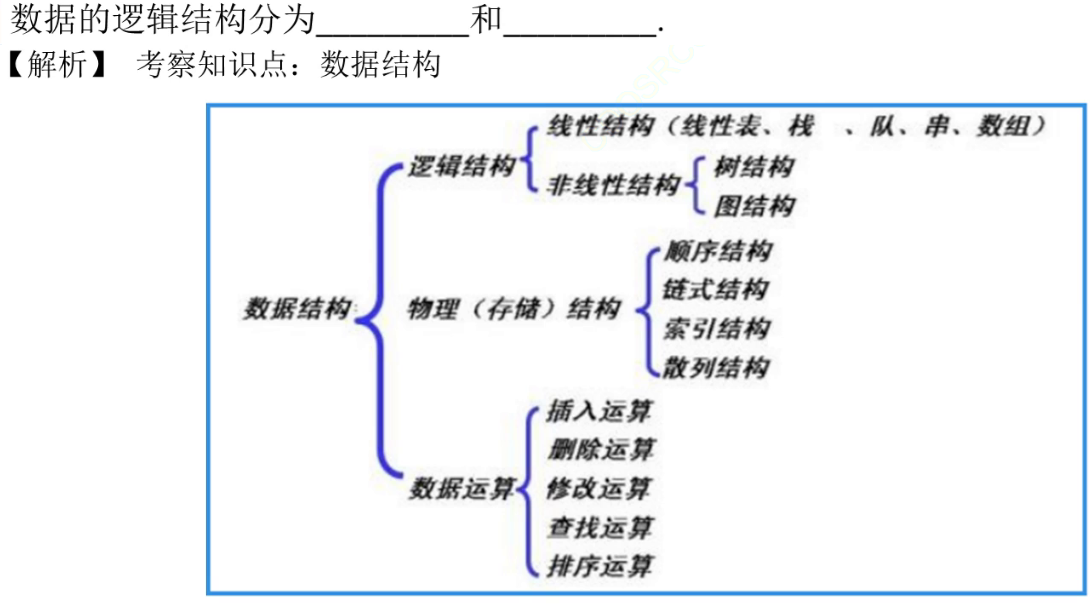 数据的逻辑结构分为_________和_________.
【解析】 考察知识点：数据结构
线性结构（线性表、栈 、队、串、数组）
逻辑结构
非线性结构
树结构
图结构
顺序结构
链式结构
数据结构:
物理（存储）结构
索引结构
散列结构
插入运算
删除运算
数据运算
修改运算
查找运算
排序运算